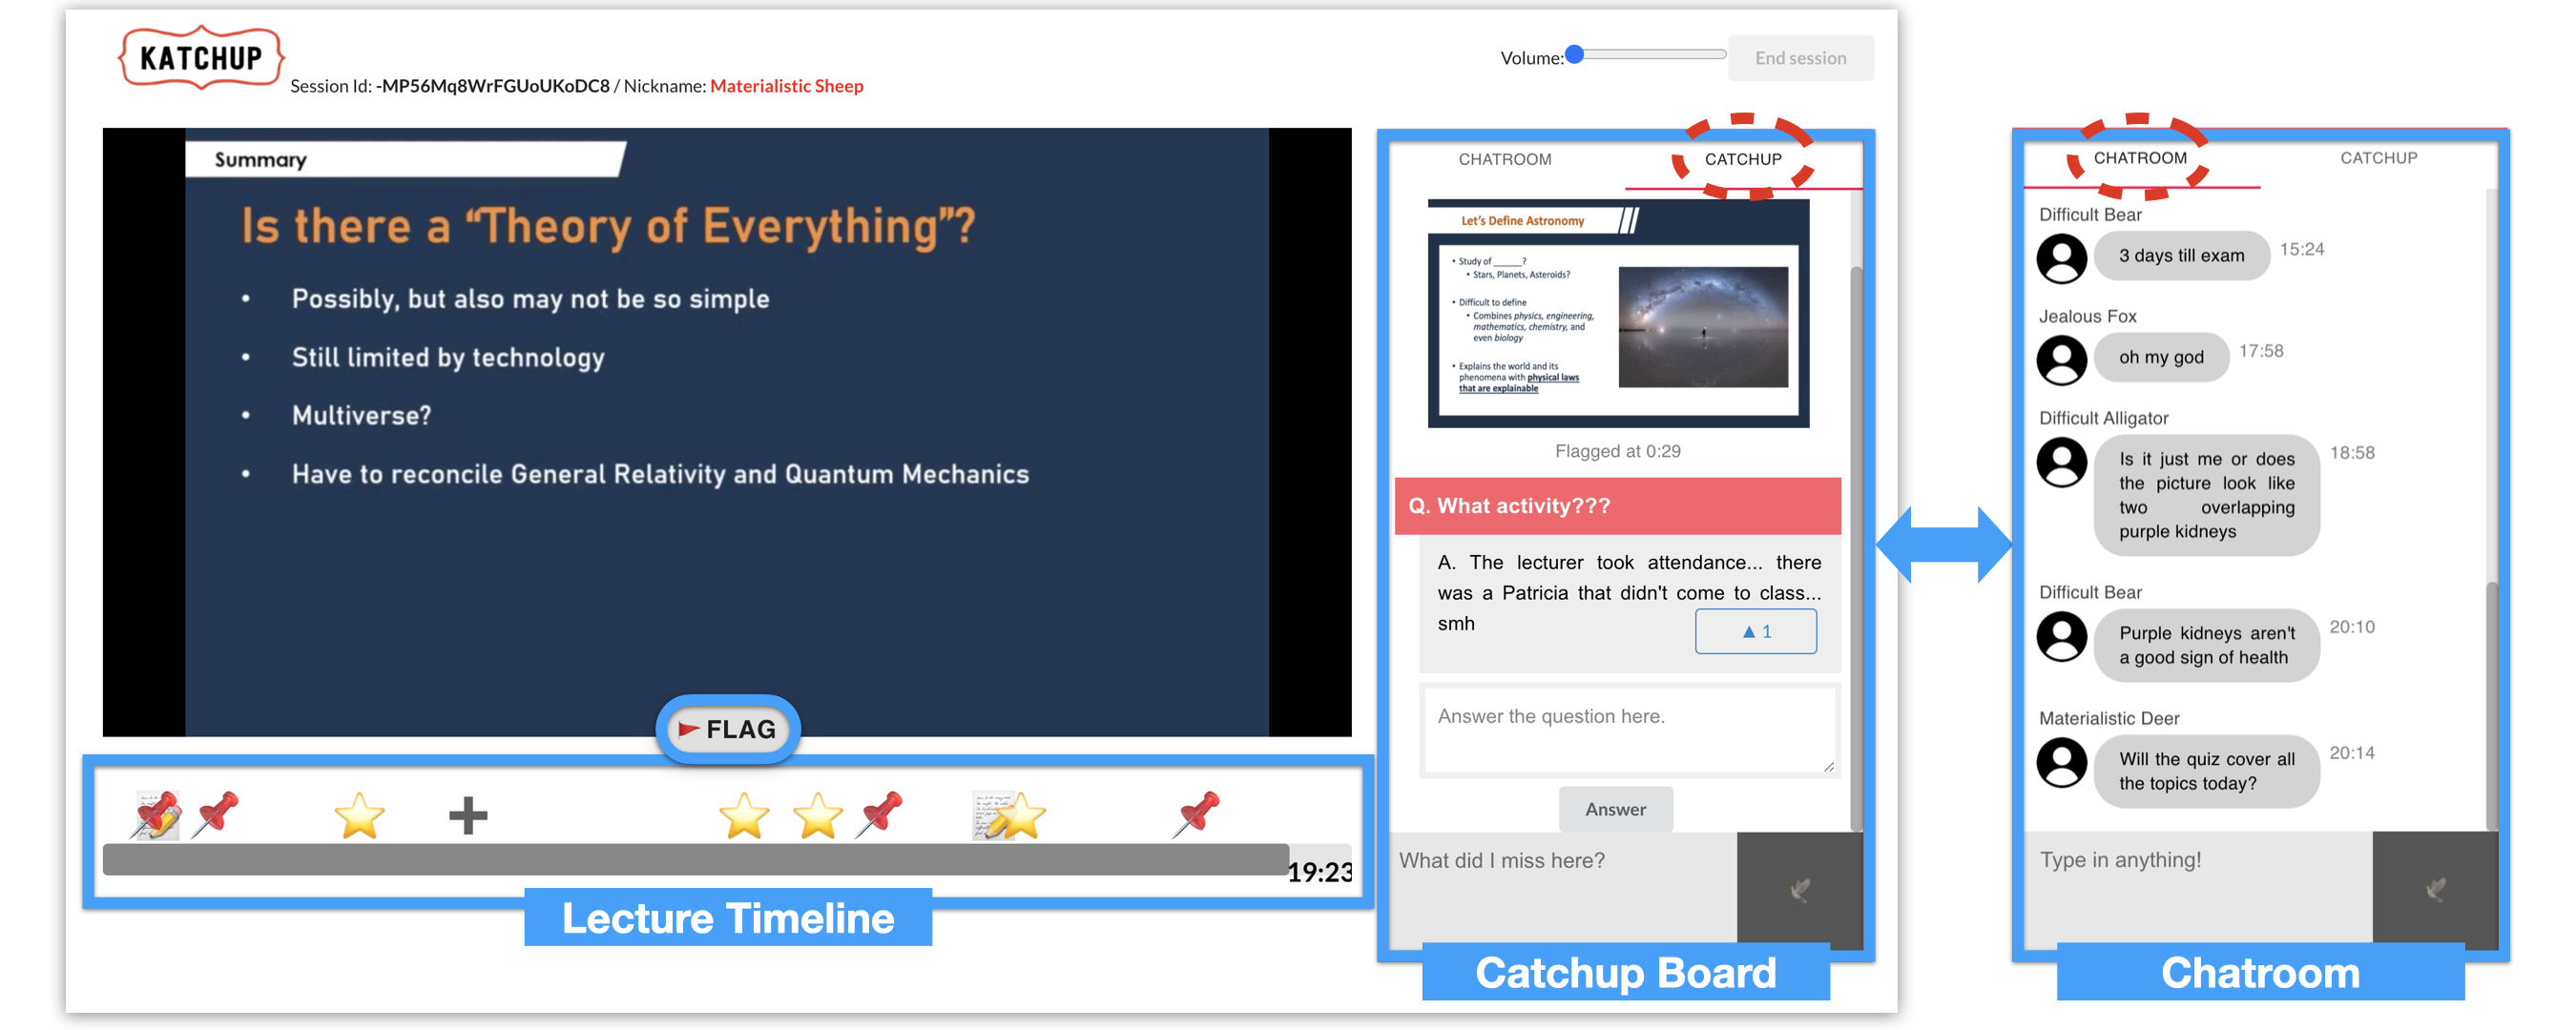 KATCHUP
Session Id: -MP56Mq8WrFGUoUKoDC8 / Nickname: Materialistic Sheep
Volume:
End session
Summary
Is there a “Theory of Everything”?
• Possibly, but also may not be so simple
• Still limited by technology
• Multiverse?
• Have to reconcile General Relativity and Quantum Mechanics
FLAG
19:23
Lecture Timeline
CHATROOM
CATCHUP
Let's Define Astronomy
• Study of _____?
• Stars, Planets, Asteroids?
• Difficult to define
• Combines physics, engineering,
mathematics, chemistry, and
even biology
• Explains the world and its
phenomena with physical laws
that are explainable
Flagged at 0:29
Q. What activity???
A. The lecturer took attendance... there
was a Patricia that didn't come to class...
smh
▲ 1
Answer the question here.
Answer
What did I miss here?
Catchup Board
CHATROOM
CATCHUP
Difficult Bear
3 days till exam
15:24
Jealous Fox
oh my god
17:58
Difficult Alligator
Is it just me or does
the picture look like
two overlapping
purple kidneys
18:58
Difficult Bear
Purple kidneys aren't
a good sign of health
20:10
Materialistic Deer
Will the quiz cover all
the topics today?
20:14
Type in anything!
Chatroom